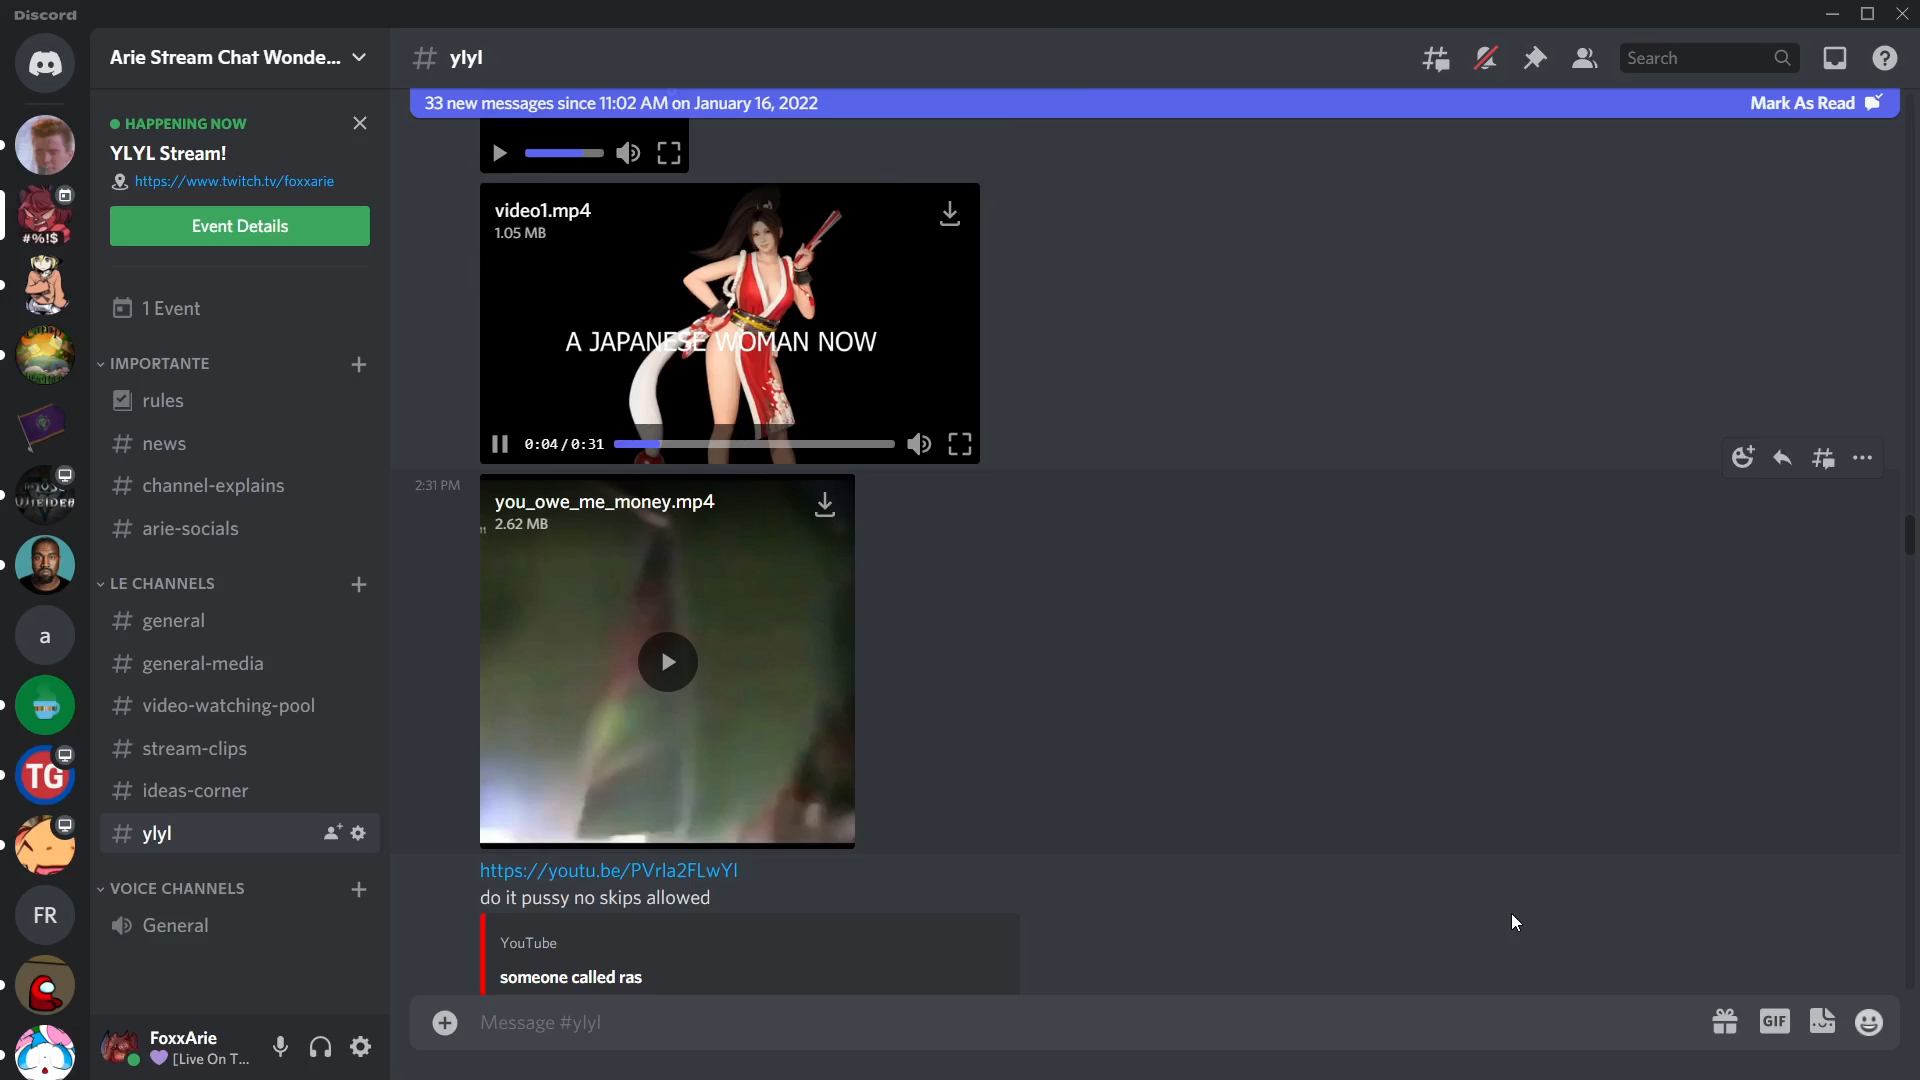 Discord
Arie Stream Chat Wonde...
ylyl
Search
33 new messages since 11:02 AM on January 16, 2022
Mark As Read
HAPPENING NOW
YLYL Stream!
https://www.twitch.tv/foxxarie
Event Details
#%!$
1 Event
IMPORTANTE
rules
news
channel-explains
arie-socials
LE CHANNELS
general
general-media
video-watching-pool
stream-clips
ideas-corner
ylyl
VOICE CHANNELS
General
a
TG
FR
FoxxArie
[Live On T...
video1.mp4
1.05 MB
A JAPANESE WOMAN NOW
0:04/0:31
2:31 PM
you_owe_me_money.mp4
2.62 MB
https://youtu.be/PVrla2FLwYI
do it pussy no skips allowed
YouTube
someone called ras
Message #ylyl
GIF